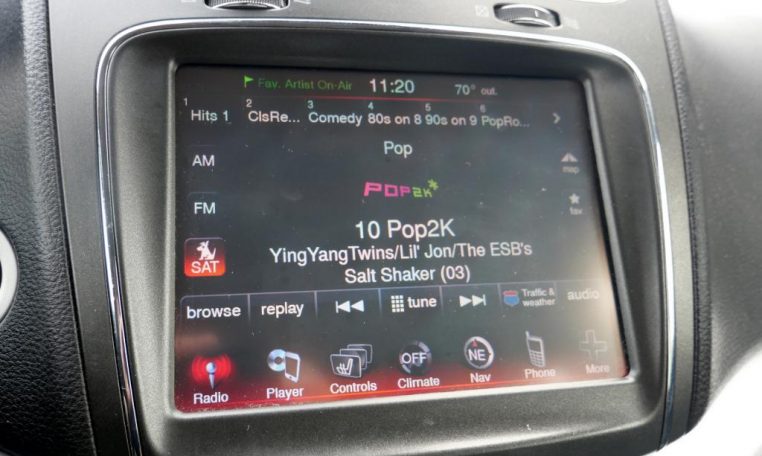 Fav. Artist On-Air 11:20 70° out.
1 Hits 1 2 ClsRe... 3 Comedy 4 80s on 8 5 90s on 9 6 PopRo...
Pop
AM
map
POP2K
FM
fav.
10 Pop2K
SAT
YingYangTwins/Lil' Jon/The ESB's
Salt Shaker (03)
browse replay tune Traffic & weather audio
OFF NE
Radio Player Controls Climate Nav Phone More